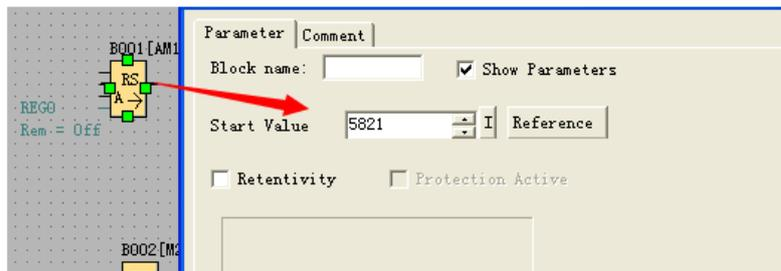 B001[AM1
RS
A→
REG0
Rem = Off
B002[M2
Parameter
Comment
Block name:
Show Parameters
Start Value
5821
I
Reference
Retentivity
Protection Active